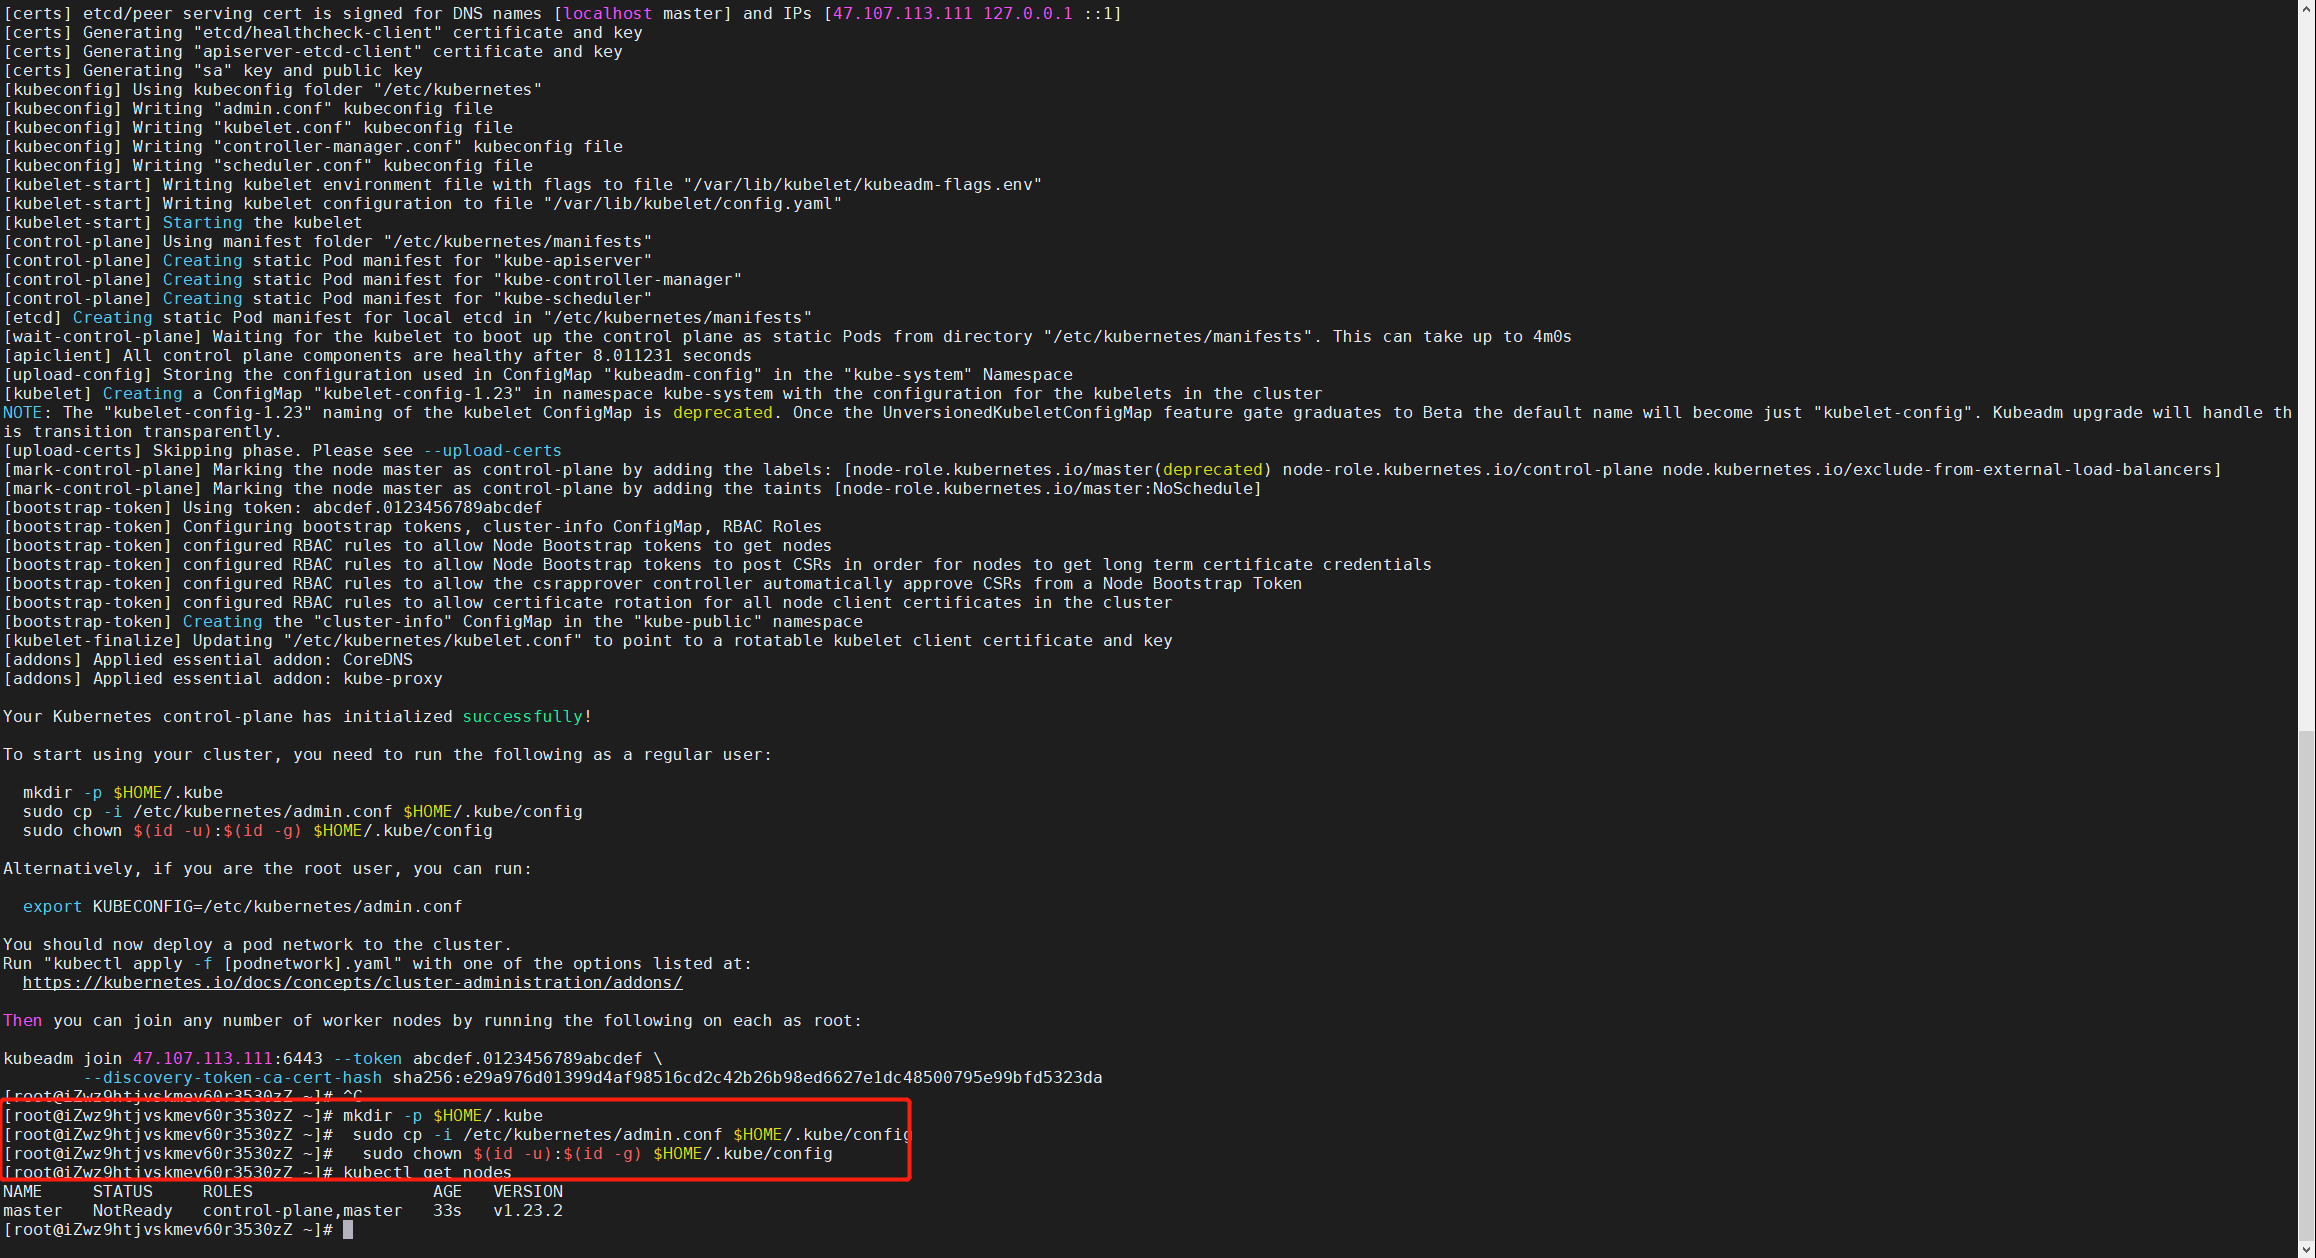 [certs] etcd/peer serving cert is signed for DNS names [localhost master] and IPs [47.107.113.111 127.0.0.1 ::1]
[certs] Generating "etcd/healthcheck-client" certificate and key
[certs] Generating "apiserver-etcd-client" certificate and key
[certs] Generating "sa" key and public key
[kubeconfig] Using kubeconfig folder "/etc/kubernetes"
[kubeconfig] Writing "admin.conf" kubeconfig file
[kubeconfig] Writing "kubelet.conf" kubeconfig file
[kubeconfig] Writing "controller-manager.conf" kubeconfig file
[kubeconfig] Writing "scheduler.conf" kubeconfig file
[kubelet-start] Writing kubelet environment file with flags to file "/var/lib/kubelet/kubeadm-flags.env"
[kubelet-start] Writing kubelet configuration to file "/var/lib/kubelet/config.yaml"
[kubelet-start] Starting the kubelet
[control-plane] Using manifest folder "/etc/kubernetes/manifests"
[control-plane] Creating static Pod manifest for "kube-apiserver"
[control-plane] Creating static Pod manifest for "kube-controller-manager"
[control-plane] Creating static Pod manifest for "kube-scheduler"
[etcd] Creating static Pod manifest for local etcd in "/etc/kubernetes/manifests"
[wait-control-plane] Waiting for the kubelet to boot up the control plane as static Pods from directory "/etc/kubernetes/manifests". This can take up to 4m0s
[apiclient] All control plane components are healthy after 8.011231 seconds
[upload-config] Storing the configuration used in ConfigMap "kubeadm-config" in the "kube-system" Namespace
[kubelet] Creating a ConfigMap "kubelet-config-1.23" in namespace kube-system with the configuration for the kubelets in the cluster
NOTE: The "kubelet-config-1.23" naming of the kubelet ConfigMap is deprecated. Once the UnversionedKubeletConfigMap feature gate graduates to Beta the default name will become just "kubelet-config". Kubeadm upgrade will handle th
is transition transparently.
[upload-certs] Skipping phase. Please see --upload-certs
[mark-control-plane] Marking the node master as control-plane by adding the labels: [node-role.kubernetes.io/master(deprecated) node-role.kubernetes.io/control-plane node.kubernetes.io/exclude-from-external-load-balancers]
[mark-control-plane] Marking the node master as control-plane by adding the taints [node-role.kubernetes.io/master:NoSchedule]
[bootstrap-token] Using token: abcdef.0123456789abcdef
[bootstrap-token] Configuring bootstrap tokens, cluster-info ConfigMap, RBAC Roles
[bootstrap-token] configured RBAC rules to allow Node Bootstrap tokens to get nodes
[bootstrap-token] configured RBAC rules to allow Node Bootstrap tokens to post CSRs in order for nodes to get long term certificate credentials
[bootstrap-token] configured RBAC rules to allow the csrapprover controller automatically approve CSRs from a Node Bootstrap Token
[bootstrap-token] configured RBAC rules to allow certificate rotation for all node client certificates in the cluster
[bootstrap-token] Creating the "cluster-info" ConfigMap in the "kube-public" namespace
[kubelet-finalize] Updating "/etc/kubernetes/kubelet.conf" to point to a rotatable kubelet client certificate and key
[addons] Applied essential addon: CoreDNS
[addons] Applied essential addon: kube-proxy

Your Kubernetes control-plane has initialized successfully!

To start using your cluster, you need to run the following as a regular user:

  mkdir -p $HOME/.kube
  sudo cp -i /etc/kubernetes/admin.conf $HOME/.kube/config
  sudo chown $(id -u):$(id -g) $HOME/.kube/config

Alternatively, if you are the root user, you can run:

  export KUBECONFIG=/etc/kubernetes/admin.conf

You should now deploy a pod network to the cluster.
Run "kubectl apply -f [podnetwork].yaml" with one of the options listed at:
  https://kubernetes.io/docs/concepts/cluster-administration/addons/

Then you can join any number of worker nodes by running the following on each as root:

kubeadm join 47.107.113.111:6443 --token abcdef.0123456789abcdef \
        --discovery-token-ca-cert-hash sha256:e29a976d01399d4af98516cd2c42b26b98ed6627e1dc48500795e99bfd5323da
[root@iZwz9htjvskmev60r3530zZ ~]# ^C
[root@iZwz9htjvskmev60r3530zZ ~]# mkdir -p $HOME/.kube
[root@iZwz9htjvskmev60r3530zZ ~]#  sudo cp -i /etc/kubernetes/admin.conf $HOME/.kube/config
[root@iZwz9htjvskmev60r3530zZ ~]#   sudo chown $(id -u):$(id -g) $HOME/.kube/config
[root@iZwz9htjvskmev60r3530zZ ~]# kubectl get nodes
NAME     STATUS     ROLES                  AGE   VERSION
master   NotReady   control-plane,master   33s   v1.23.2
[root@iZwz9htjvskmev60r3530zZ ~]#